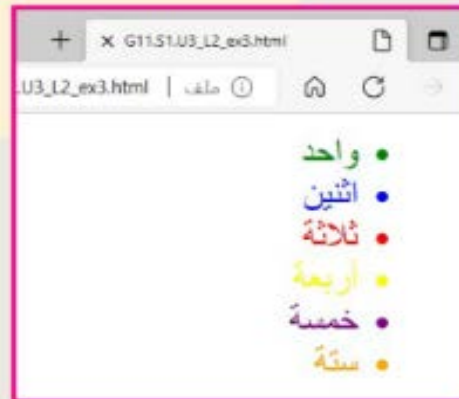 G11.S1.U3_L2_ex3.html × +
ملف | .U3_L2_ex3.html
• واحد
• اثنين
• ثلاثة
• أربعة
• خمسة
• ستة